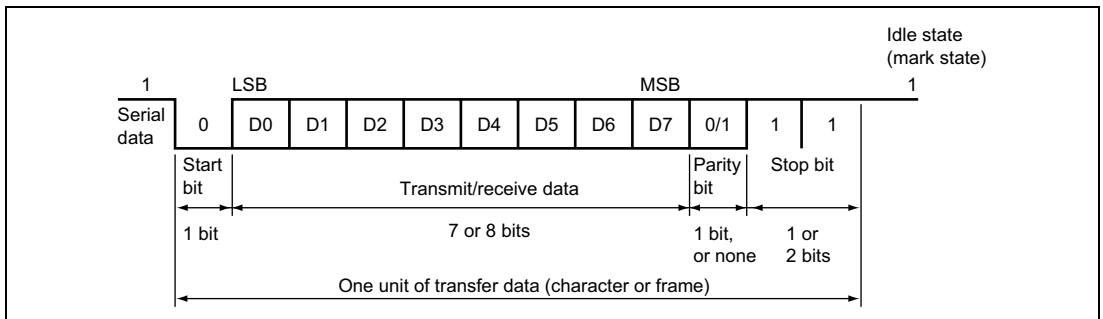 Idle state
(mark state)
1 LSB MSB 1
Serial
data
0 D0 D1 D2 D3 D4 D5 D6 D7 0/1 1 1
Start
bit
Transmit/receive data
Parity
bit
Stop bit
1 bit
7 or 8 bits
1 bit,
or none
1 or
2 bits
One unit of transfer data (character or frame)